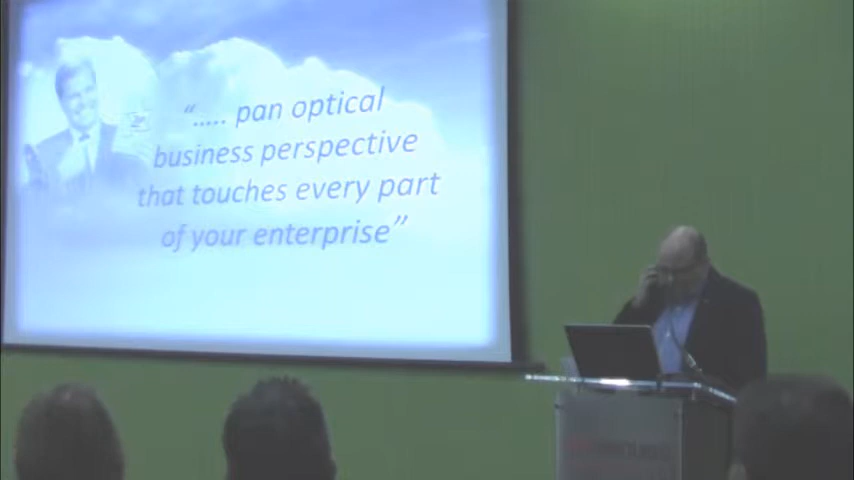 “..... pan optical
business perspective
that touches every part
of your enterprise”